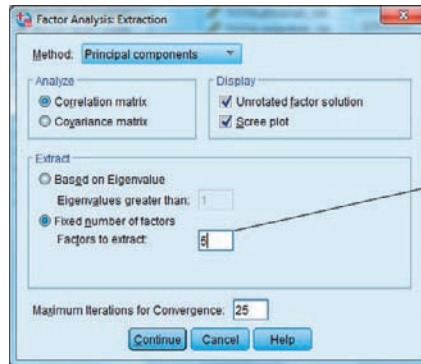 Factor Analysis: Extraction
Method: Principal components
Analyze
Correlation matrix
Covariance matrix
Display
Unrotated factor solution
Scree plot
Extract
Based on Eigenvalue
Eigenvalues greater than: 1
Fixed number of factors
Factors to extract: 5
Maximum Iterations for Convergence: 25
Continue Cancel Help